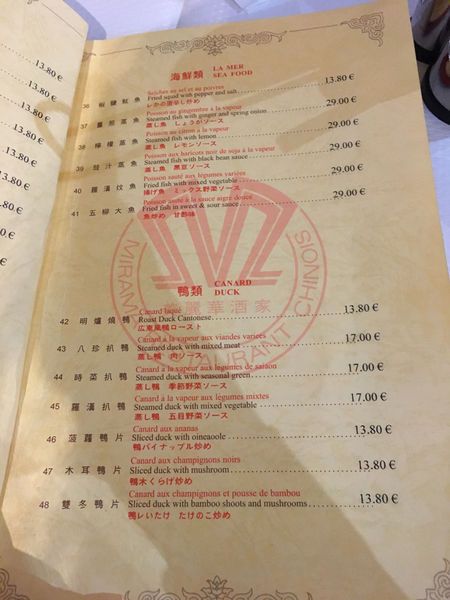 13.80 €
海鮮類 LA MER
SEA FOOD
Seiches au sel et au poivres
36 椒鹽魷魚 Fried squid with pepper and salt 13.80 €
イカの唐辛し炒め
Poisson au gingembre à la vapeur
37 薑葱蒸魚 Steamed fish with ginger and spring onion 29.00 €
蒸し魚 しょうがソース
Poisson au citron à la vapeur
38 檸檬蒸魚 Steamed fish with lemon 29.00 €
蒸し魚 レモンソース
Poisson aux haricots noir de soja à la vapeur
39 豉汁蒸魚 Steamed fish with black bean sauce 29.00 €
蒸し魚 黒豆ソース
Poisson sauté aux légumes variées
40 羅漢炆魚 Fried fish with mixed vegetable 29.00 €
揚げ魚 ミックス野菜ソース
Poisson sauté a la sauce aigre douce
41 五柳大魚 Fried fish in sweet & sour sauce 29.00 €
魚炒め 甘酢味
鴨類 CANARD
DUCK
麗華酒家
RESTAURANT CHINOIS
Canard laqué
42 明爐燒鴨 Roast Duck Cantonese 13.80 €
広東風鴨ロースト
Canard à la vapeur aux viandes variées
43 八珍扒鴨 Steamed duck with mixed meat 17.00 €
蒸し鴨 肉ソース
Canard à la vapeur aux légumes de saison
44 時菜扒鴨 Steamed duck with seasonal green 17.00 €
蒸し鴨 季節野菜ソース
Canard à la vapeur aux légumes mixtes
45 羅漢扒鴨 Steamed duck with mixed vegetable 17.00 €
蒸し鴨 五目野菜ソース
Canard aux ananas
46 菠蘿鴨片 Sliced duck with oineaoole 13.80 €
鴨パイナップル炒め
Canard aux champignons noirs
47 木耳鴨片 Sliced duck with mushroom 13.80 €
鴨木くらげ炒め
Canard aux champignons et pousse de bambou
48 雙冬鴨片 Sliced duck with bamboo shoots and mushrooms 13.80 €
鴨しいたけ たけのこ炒め